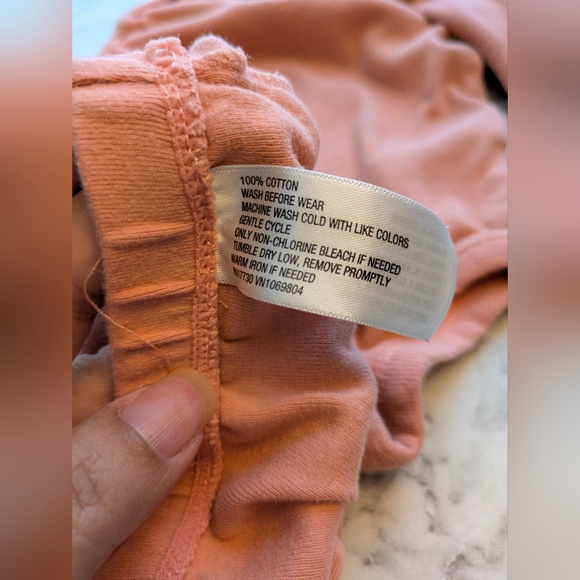 100% COTTON
WASH BEFORE WEAR
MACHINE WASH COLD WITH LIKE COLORS
GENTLE CYCLE
ONLY NON-CHLORINE BLEACH IF NEEDED
TUMBLE DRY LOW, REMOVE PROMPTLY
WARM IRON IF NEEDED
VN1069804